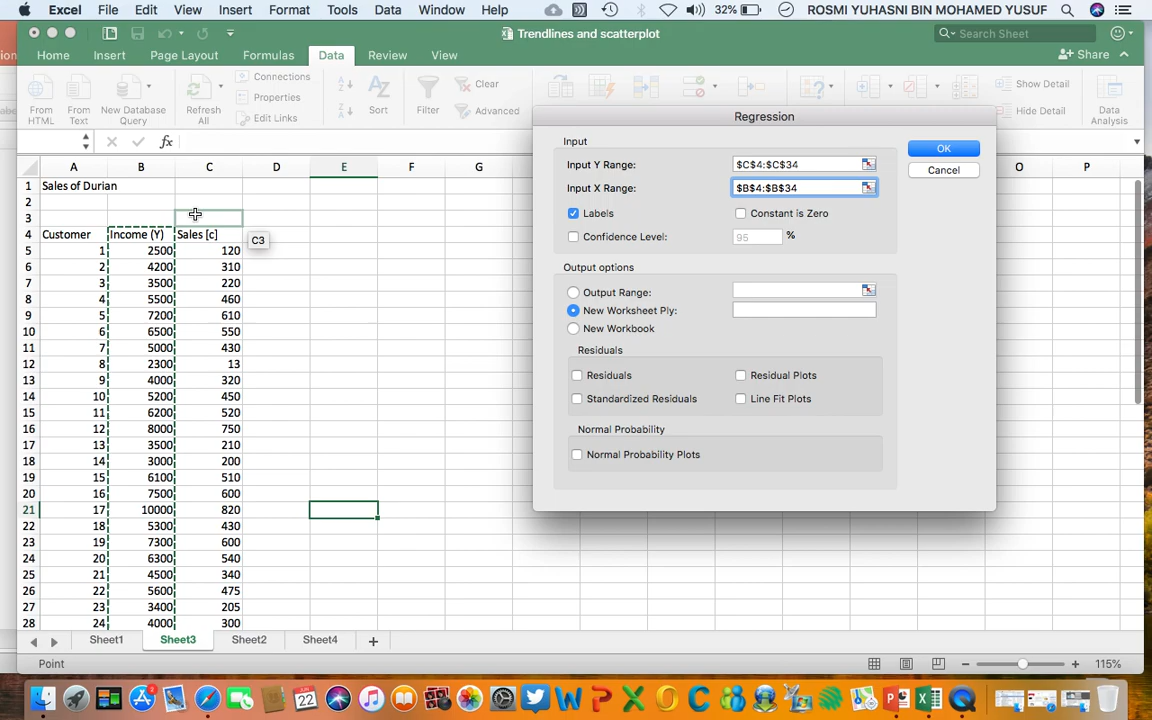 Excel File Edit View Insert Format Tools Data Window Help 32% ROSMI YUHASNI BIN MOHAMED YUSUF
Trendlines and scatterplot Search Sheet
Home Insert Page Layout Formulas Data Review View Share
From HTML From Text New Database Query Refresh All Connections Properties Edit Links Sort Filter Clear Advanced Show Detail Hide Detail Data Analysis
fx
A B C D E F G O P
1 Sales of Durian
2
3
4 Customer Income (Y) Sales [c]
C3
5 1 2500 120
6 2 4200 310
7 3 3500 220
8 4 5500 460
9 5 7200 610
10 6 6500 550
11 7 5000 430
12 8 2300 13
13 9 4000 320
14 10 5200 450
15 11 6200 520
16 12 8000 750
17 13 3500 210
18 14 3000 200
19 15 6100 510
20 16 7500 600
21 17 10000 820
22 18 5300 430
23 19 7300 600
24 20 6300 540
25 21 4500 340
26 22 5600 475
27 23 3400 205
28 24 4000 300
Regression
Input
Input Y Range: $C$4:$C$34 OK
Input X Range: $B$4:$B$34 Cancel
Labels Constant is Zero
Confidence Level: 95 %
Output options
Output Range:
New Worksheet Ply:
New Workbook
Residuals
Residuals Residual Plots
Standardized Residuals Line Fit Plots
Normal Probability
Normal Probability Plots
Sheet1 Sheet3 Sheet2 Sheet4 +
Point 115%